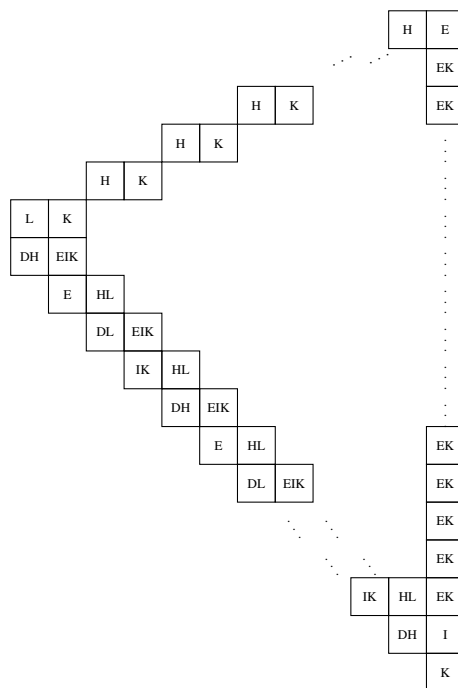 H E
EK
H K EK
H K
H K
L K
DH EIK
E HL
DL EIK
IK HL
DH EIK
E HL EK
DL EIK EK
EK
EK
IK HL EK
DH I
K